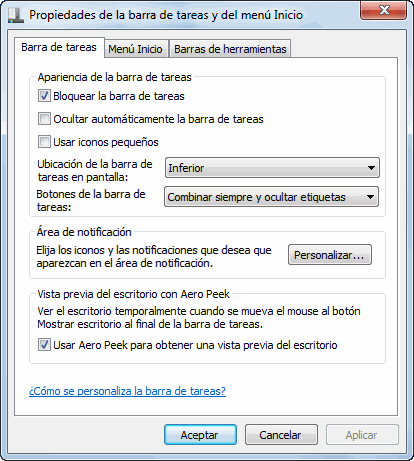 Propiedades de la barra de tareas y del menú Inicio
Barra de tareas
Menú Inicio
Barras de herramientas
Apariencia de la barra de tareas
Bloquear la barra de tareas
Ocultar automáticamente la barra de tareas
Usar iconos pequeños
Ubicación de la barra de
tareas en pantalla:
Inferior
Botones de la barra de
tareas:
Combinar siempre y ocultar etiquetas
Área de notificación
Elija los iconos y las notificaciones que desea que
aparezcan en el área de notificación.
Personalizar...
Vista previa del escritorio con Aero Peek
Ver el escritorio temporalmente cuando se mueva el mouse al botón
Mostrar escritorio al final de la barra de tareas.
Usar Aero Peek para obtener una vista previa del escritorio
¿Cómo se personaliza la barra de tareas?
Aceptar
Cancelar
Aplicar